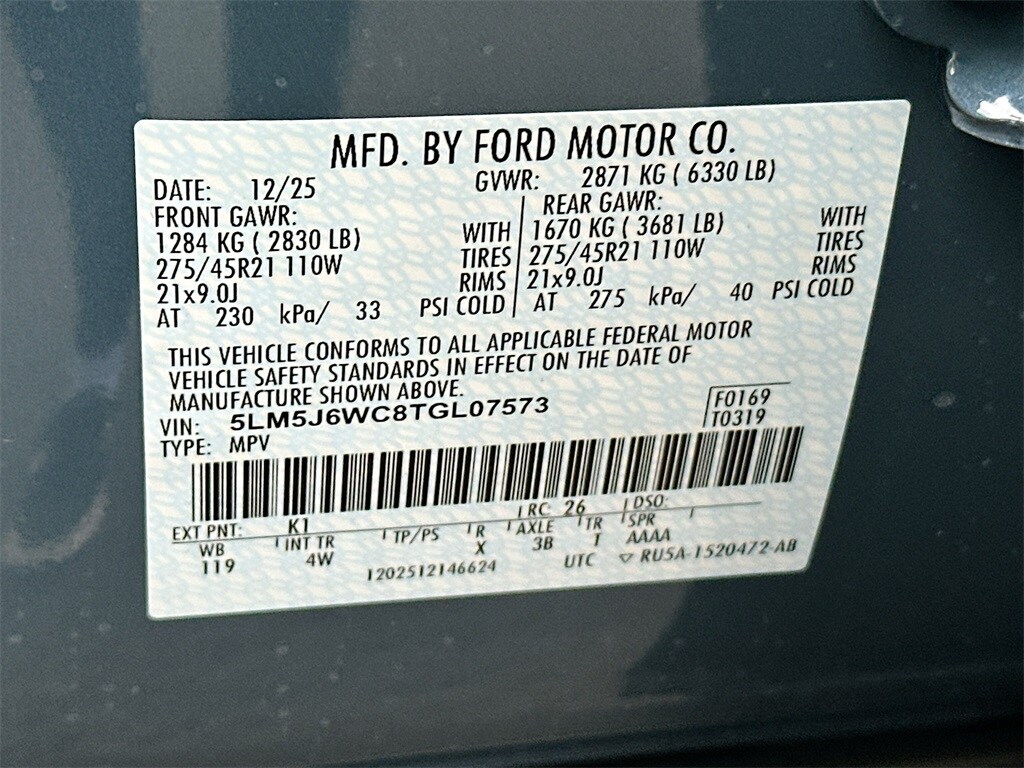 MFD. BY FORD MOTOR CO.
DATE: 12/25 GVWR: 2871 KG ( 6330 LB)
FRONT GAWR: REAR GAWR:
1284 KG ( 2830 LB) WITH 1670 KG ( 3681 LB) WITH
275/45R21 110W TIRES 275/45R21 110W TIRES
21x9.0J RIMS 21x9.0J RIMS
AT 230 kPa/ 33 PSI COLD AT 275 kPa/ 40 PSI COLD
THIS VEHICLE CONFORMS TO ALL APPLICABLE FEDERAL MOTOR
VEHICLE SAFETY STANDARDS IN EFFECT ON THE DATE OF
MANUFACTURE SHOWN ABOVE.
VIN: 5LM5J6WC8TGL07573 F0169
TYPE: MPV T0319
EXT PNT: K1 RC: 26 DSO:
WB INT TR TP/PS R AXLE TR SPR
119 4W X 3B T AAAA
1202512146624 UTC ▽ RU5A-1520472-AB